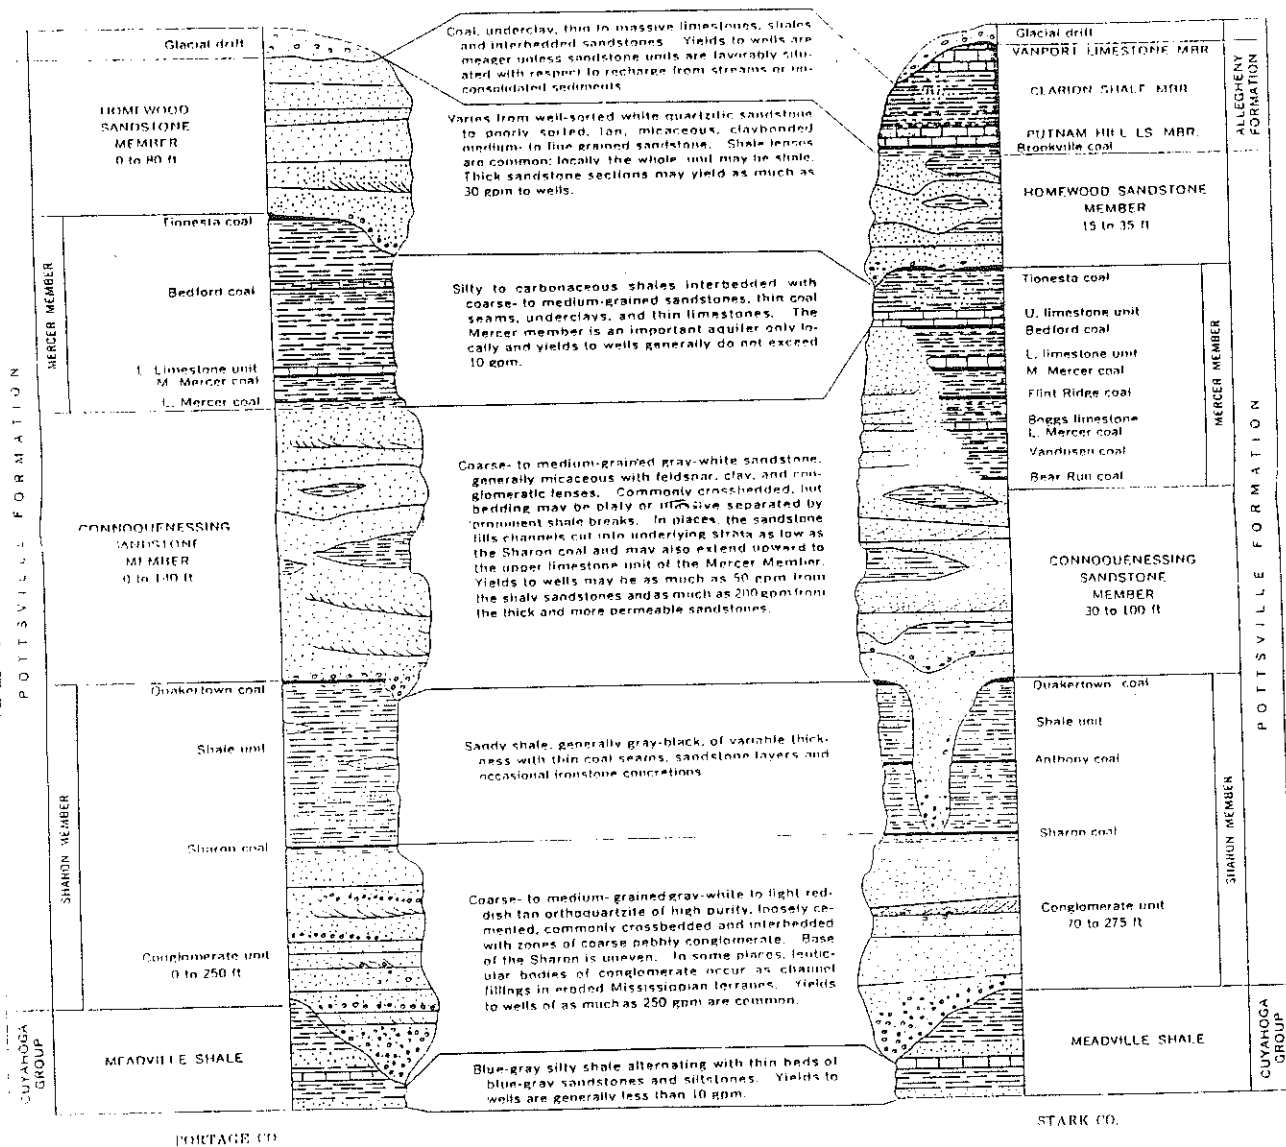 Glacial drift
HOMEWOOD
SANDSTONE
MEMBER
0 to 80 ft
Tionesta coal
Bedford coal
L. Limestone unit
M. Mercer coal
L. Mercer coal
MERCER MEMBER
CONNOQUENESSING
SANDSTONE
MEMBER
0 to 140 ft
POTTSVILLE FORMATION
Quakertown coal
Shale unit
Sharon coal
Conglomerate unit
0 to 250 ft
SHARON MEMBER
MEADVILLE SHALE
CUYAHOGA
GROUP
PORTAGE CO.
Coal, underclay, thin to massive limestones, shales
and interbedded sandstones. Yields to wells are
meager unless sandstone units are favorably situ-
ated with respect to recharge from streams or un-
consolidated sediments
Varies from well-sorted white quartzitic sandstone
to poorly sorted, tan, micaceous, claybonded
medium- to fine grained sandstone. Shale lenses
are common; locally the whole unit may be shale.
Thick sandstone sections may yield as much as
30 gpm to wells.
Silty to carbonaceous shales interbedded with
coarse- to medium-grained sandstones, thin coal
seams, underclays, and thin limestones. The
Mercer member is an important aquifer only lo-
cally and yields to wells generally do not exceed
10 gpm.
Coarse- to medium-grained gray-white sandstone,
generally micaceous with feldspar, clay, and con-
glomeratic lenses. Commonly crossbedded, but
bedding may be platy or massive separated by
prominent shale breaks. In places, the sandstone
fills channels cut into underlying strata as low as
the Sharon coal and may also extend upward to
the upper limestone unit of the Mercer Member.
Yields to wells may be as much as 50 gpm from
the shaly sandstones and as much as 200 gpm from
the thick and more permeable sandstones.
Sandy shale, generally gray-black, of variable thick-
ness with thin coal seams, sandstone layers and
occasional ironstone concretions
Coarse- to medium-grained gray-white to light red-
dish tan orthoquartzite of high purity, loosely ce-
mented, commonly crossbedded and interbedded
with zones of coarse pebbly conglomerate. Base
of the Sharon is uneven. In some places, lentic-
ular bodies of conglomerate occur as channel
fillings in eroded Mississippian terranes. Yields
to wells of as much as 250 gpm are common.
Blue-gray silty shale alternating with thin beds of
blue-gray sandstones and siltstones. Yields to
wells are generally less than 10 gpm.
Glacial drift
VANPORT LIMESTONE MBR
CLARION SHALE MBR
PUTNAM HILL LS MBR.
Brookville coal
ALLEGHENY
FORMATION
HOMEWOOD SANDSTONE
MEMBER
15 to 35 ft
Tionesta coal
U. limestone unit
Bedford coal
L. limestone unit
M. Mercer coal
Flint Ridge coal
Boggs limestone
L. Mercer coal
Vandusen coal
Bear Run coal
MERCER MEMBER
CONNOQUENESSING
SANDSTONE
MEMBER
30 to 100 ft
POTTSVILLE FORMATION
Quakertown coal
Shale unit
Anthony coal
Sharon coal
Conglomerate unit
70 to 275 ft
SHARON MEMBER
MEADVILLE SHALE
CUYAHOGA
GROUP
STARK CO.